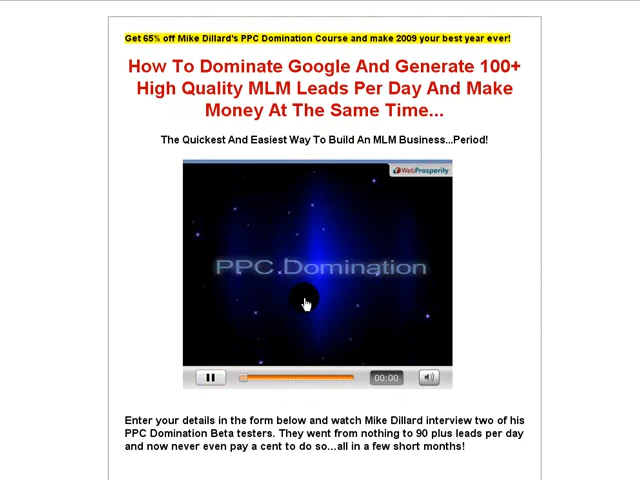 Get 65% off Mike Dillard's PPC Domination Course and make 2009 your best year ever!
How To Dominate Google And Generate 100+
High Quality MLM Leads Per Day And Make
Money At The Same Time...
The Quickest And Easiest Way To Build An MLM Business...Period!
WebProsperity
PPC Domination
00:00
Enter your details in the form below and watch Mike Dillard interview two of his
PPC Domination Beta testers. They went from nothing to 90 plus leads per day
and now never even pay a cent to do so...all in a few short months!